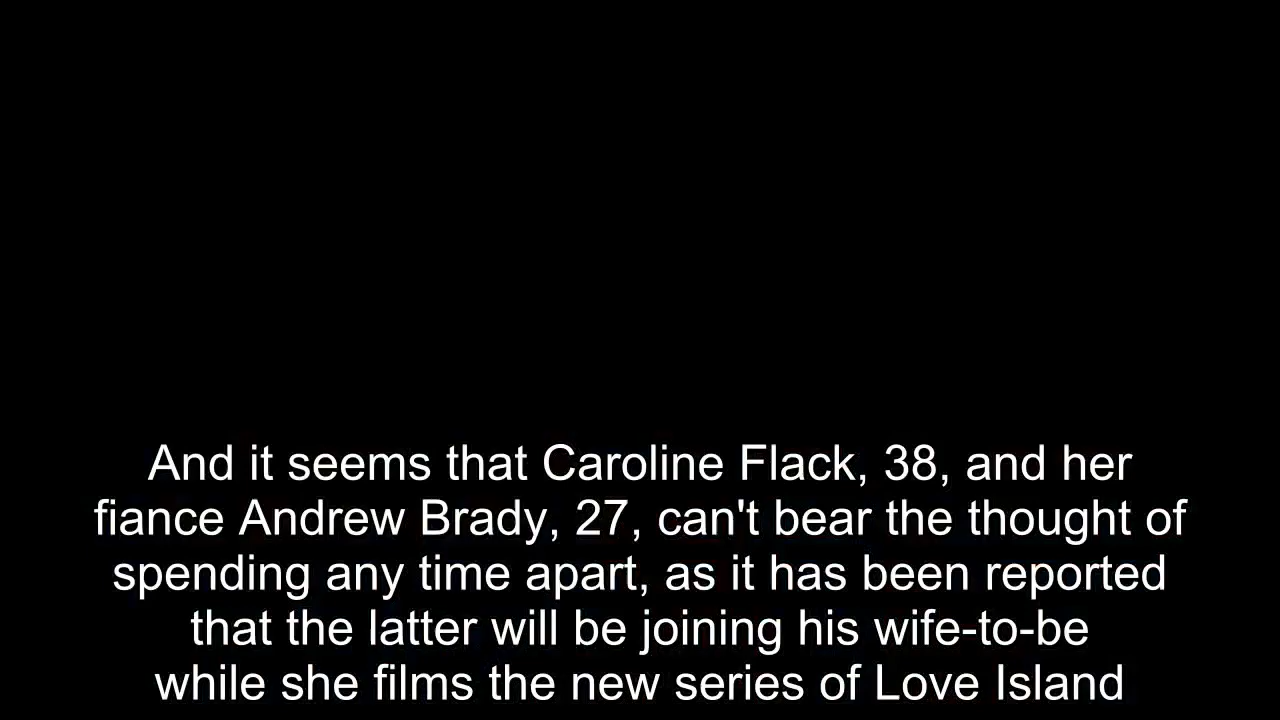 And it seems that Caroline Flack, 38, and her
fiance Andrew Brady, 27, can't bear the thought of
spending any time apart, as it has been reported
that the latter will be joining his wife-to-be
while she films the new series of Love Island